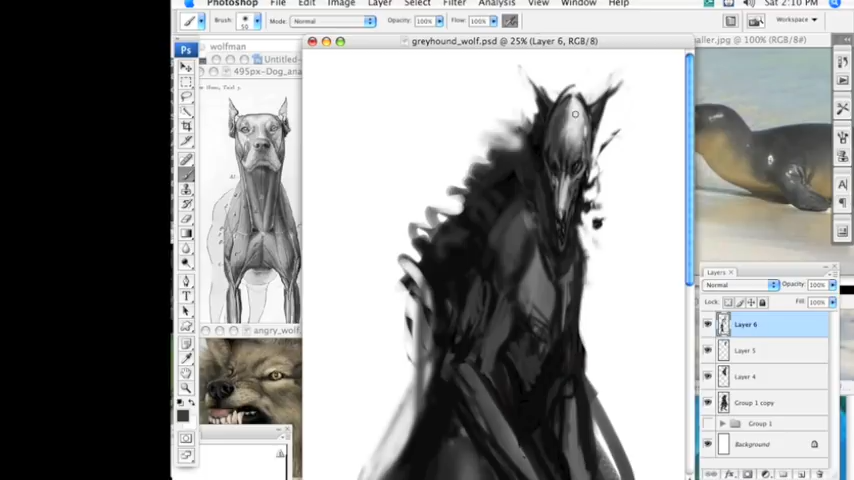 Photoshop File Edit Image Layer Select Filter Analysis View Window Help Sat 2:10 PM
Brush: 50 Mode: Normal Opacity: 100% Flow: 100% Workspace
wolfman
Untitled-
495px-Dog_ana
greyhound_wolf.psd @ 25% (Layer 6, RGB/8)
aller.jpg @ 100% (RGB/8#)
Ps
angry_wolf.
Layers
Normal Opacity: 100%
Lock: Fill: 100%
Layer 6
Layer 5
Layer 4
Group 1 copy
Group 1
Background